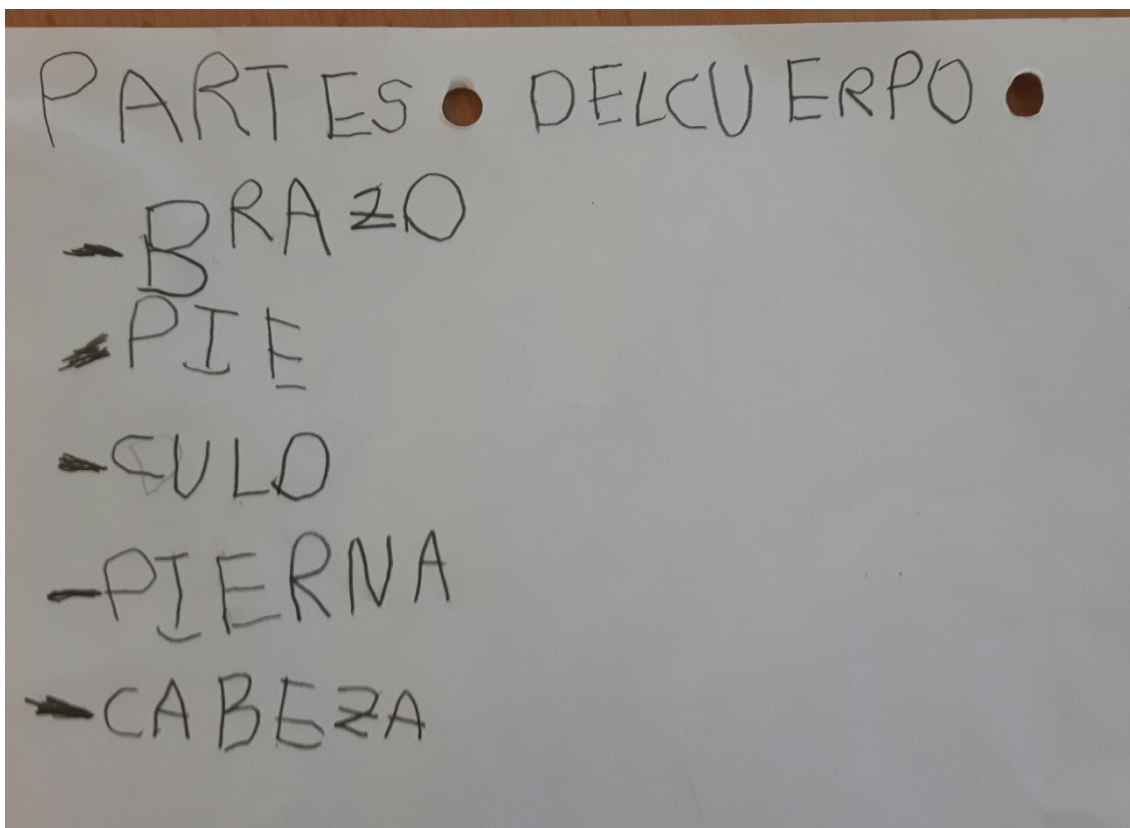 PARTES DELCUERPO
- BRAZO
- PIE
- CULO
- PIERNA
- CABEZA